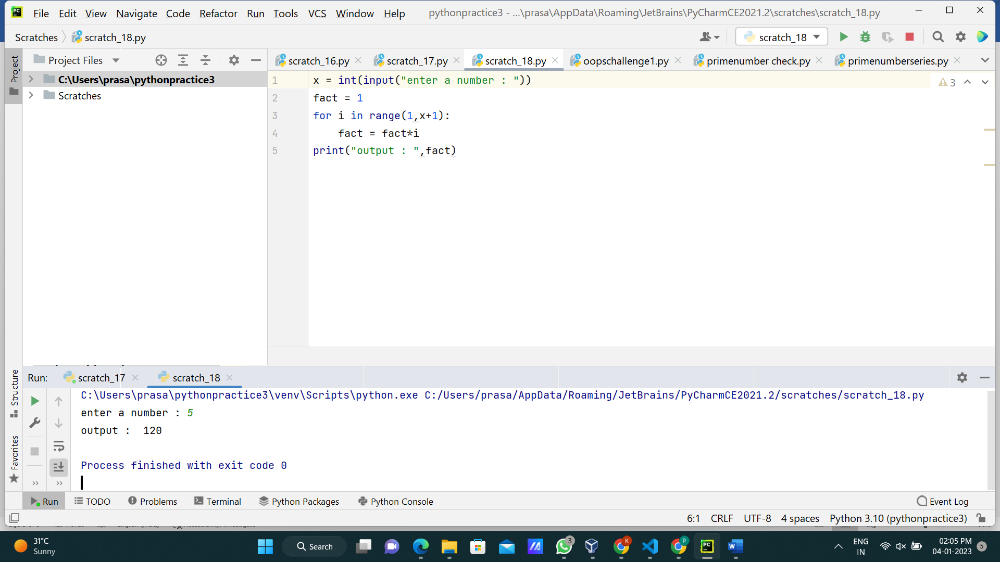 File Edit View Navigate Code Refactor Run Tools VCS Window Help pythonpractice3 - ...\prasa\AppData\Roaming\JetBrains\PyCharmCE2021.2\scratches\scratch_18.py
Scratches scratch_18.py scratch_18
Project
Project Files
C:\Users\prasa\pythonpractice3
Scratches
scratch_16.py scratch_17.py scratch_18.py oopschallenge1.py primenumber check.py primenumberseries.py
1 x = int(input("enter a number : "))
2 fact = 1
3 for i in range(1,x+1):
4     fact = fact*i
5 print("output : ",fact)
3
Structure
Favorites
Run: scratch_17 scratch_18
C:\Users\prasa\pythonpractice3\venv\Scripts\python.exe C:/Users/prasa/AppData/Roaming/JetBrains/PyCharmCE2021.2/scratches/scratch_18.py
enter a number : 5
output :  120
Process finished with exit code 0
Run TODO Problems Terminal Python Packages Python Console Event Log
6:1 CRLF UTF-8 4 spaces Python 3.10 (pythonpractice3)
31°C
Sunny
Search
3
K
P
ENG
IN
02:05 PM
04-01-2023
5